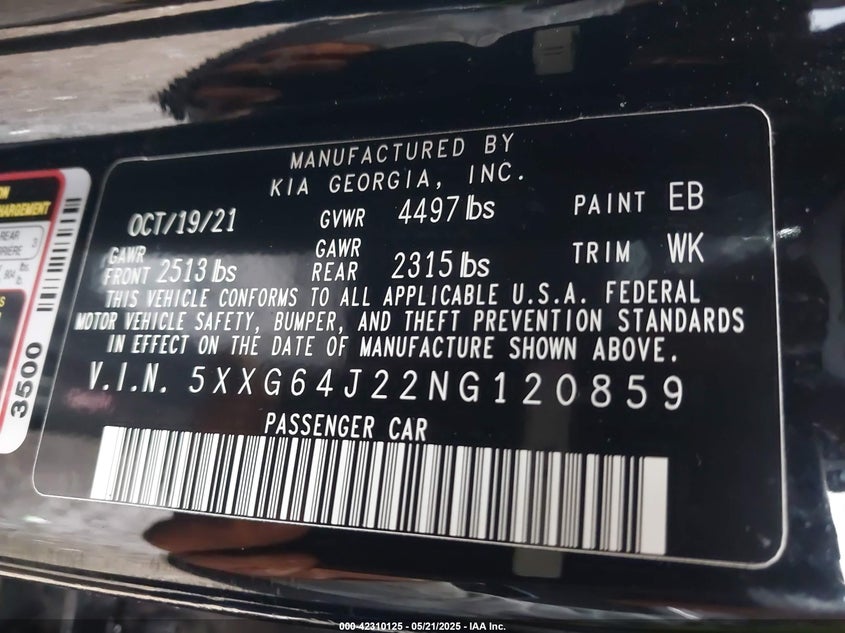 MANUFACTURED BY
KIA GEORGIA, INC.
OCT/19/21 GVWR 4497 lbs PAINT EB
GAWR FRONT 2513 lbs GAWR REAR 2315 lbs TRIM WK
THIS VEHICLE CONFORMS TO ALL APPLICABLE U.S.A. FEDERAL
MOTOR VEHICLE SAFETY, BUMPER, AND THEFT PREVENTION STANDARDS
IN EFFECT ON THE DATE OF MANUFACTURE SHOWN ABOVE.
V.I.N. 5XXG64J22NG120859
PASSENGER CAR
3500
000-42310125 - 05/21/2025 - IAA Inc.